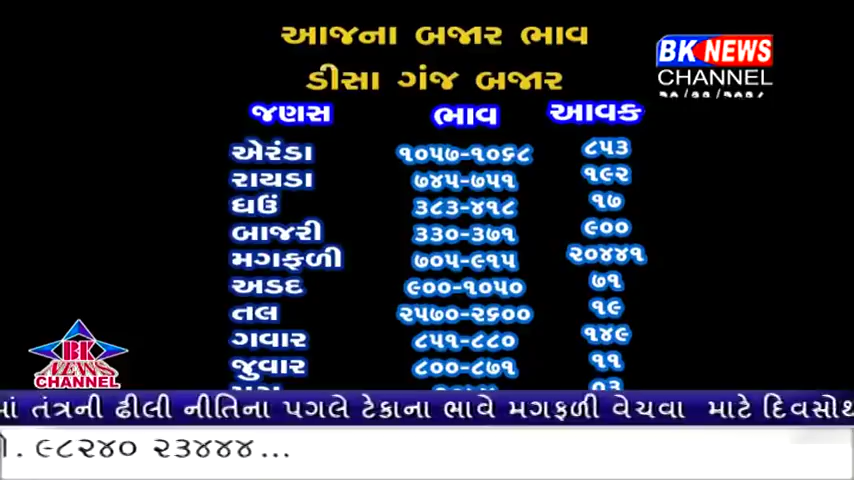 આજના બજાર ભાવ
ડીસા ગંજ બજાર
BK NEWS
CHANNEL
જણસ ભાવ આવક
એરંડા ૧૦૫૭-૧૦૬૮ ૮૫૩
રાયડા ૭૪૫-૭૫૧ ૧૯૨
ઘઉં ૩૮૩-૪૧૮ ૧૭
બાજરી ૩૩૦-૩૭૧ ૯૦૦
મગફળી ૭૦૫-૯૧૫ ૨૦૪૪૧
અડદ ૯૦૦-૧૦૫૦ ૭૧
તલ ૨૫૭૦-૨૬૦૦ ૧૯
ગવાર ૮૫૧-૮૮૦ ૧૪૯
જુવાર ૮૦૦-૮૭૧ ૧૧
BK
NEWS
CHANNEL
માં તંત્રની ઢીલી નીતિના પગલે ટેકાના ભાવે મગફળી વેચવા માટે દિવસોથ
૯૮૨૪૦ ૨૩૪૪૪...